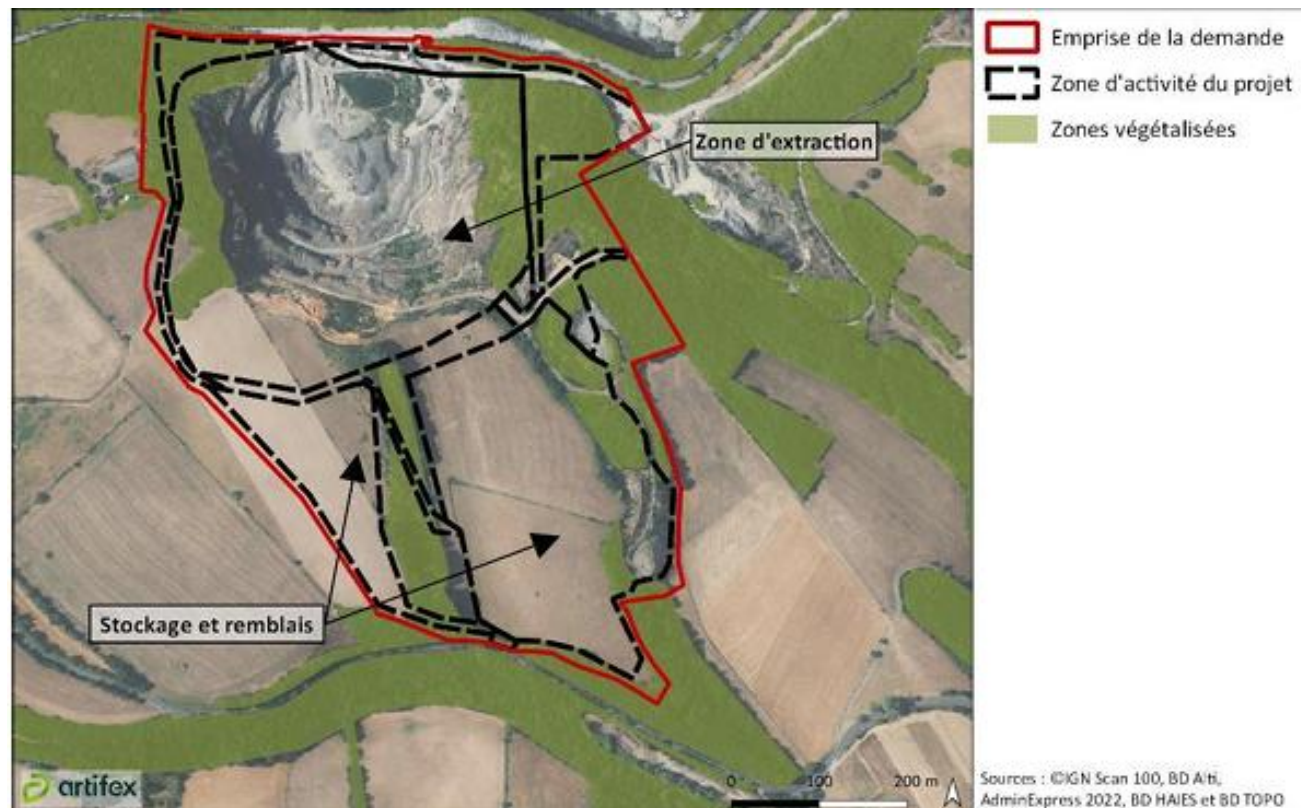 Emprise de la demande
Zone d'activité du projet
Zones végétalisées
Zone d'extraction
Stockage et remblais
artifex
0 100 200 m
Sources : ©IGN Scan 100, BD Alti,
AdminExpress 2022, BD HAIES et BD TOPO